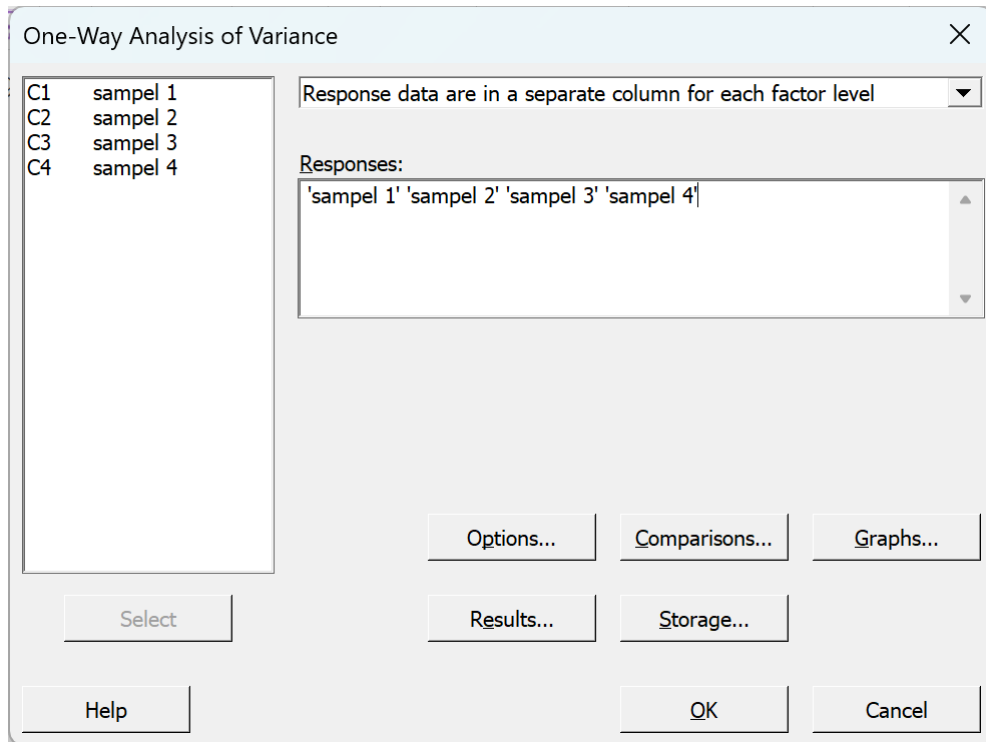 One-Way Analysis of Variance
C1 sampel 1
C2 sampel 2
C3 sampel 3
C4 sampel 4
Response data are in a separate column for each factor level
Responses:
'sampel 1' 'sampel 2' 'sampel 3' 'sampel 4'
Options... Comparisons... Graphs...
Select Results... Storage...
Help OK Cancel